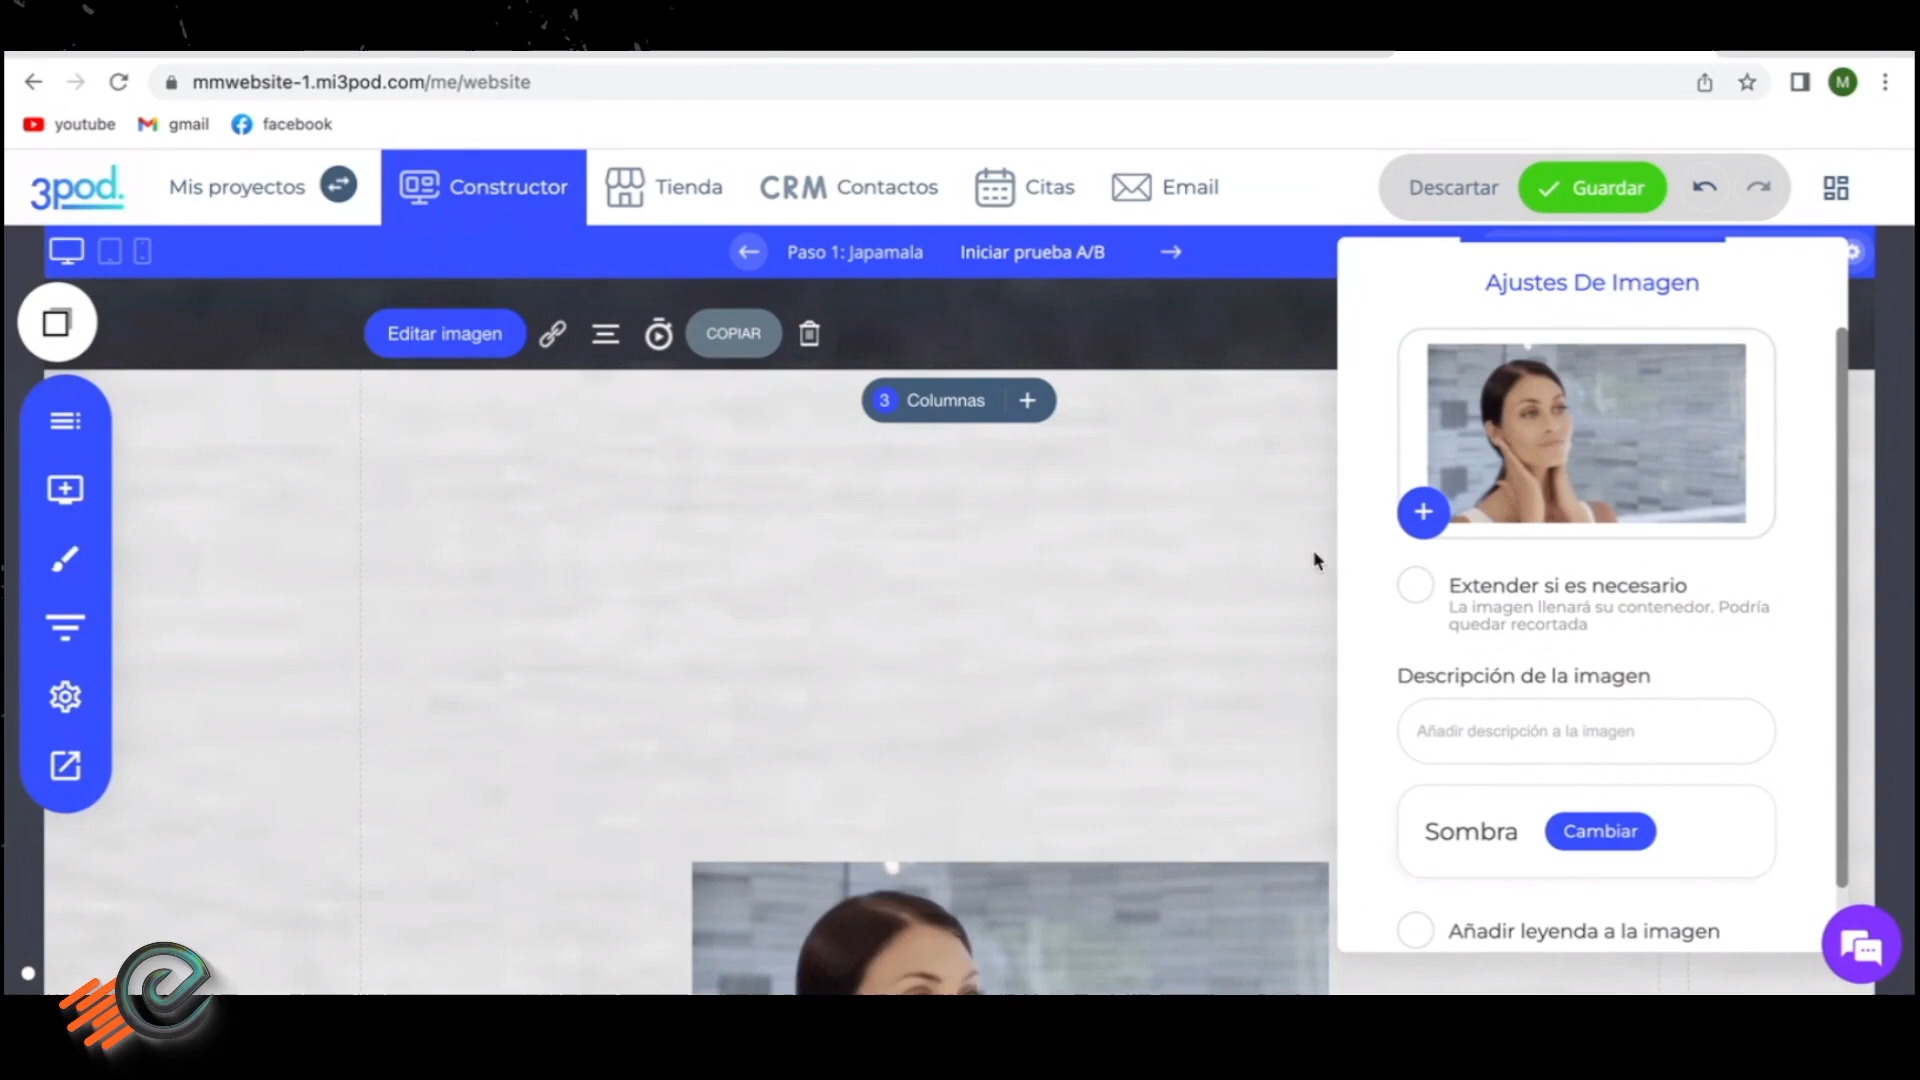 mmwebsite-1.mi3pod.com/me/website
M
youtube
gmail
facebook
3pod.
Mis proyectos
Constructor
Tienda
CRM Contactos
Citas
Email
Descartar
Guardar
Paso 1: Japamala
Iniciar prueba A/B
Ajustes De Imagen
Editar imagen
COPIAR
3 Columnas +
Extender si es necesario
La imagen llenará su contenedor. Podría
quedar recortada
Descripción de la imagen
Añadir descripción a la imagen
Sombra
Cambiar
Añadir leyenda a la imagen
e